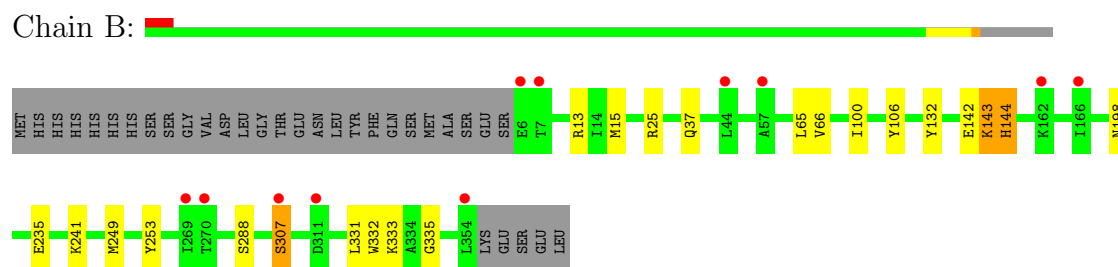 Chain B:
MET HIS HIS HIS HIS HIS HIS SER SER GLY VAL ASP LEU GLY THR GLU ASN LEU TYR PHE GLN SER MET ALA SER GLU SER E6 T7 R13 I14 M15 R25 Q37 L44 A57 L65 V66 I100 Y106 Y132 E142 K143 H144 K162 I166 N198
E235 K241 M249 Y253 I269 T270 S288 S307 D311 L331 W332 K333 A334 G335 L354 LYS GLU SER GLU LEU